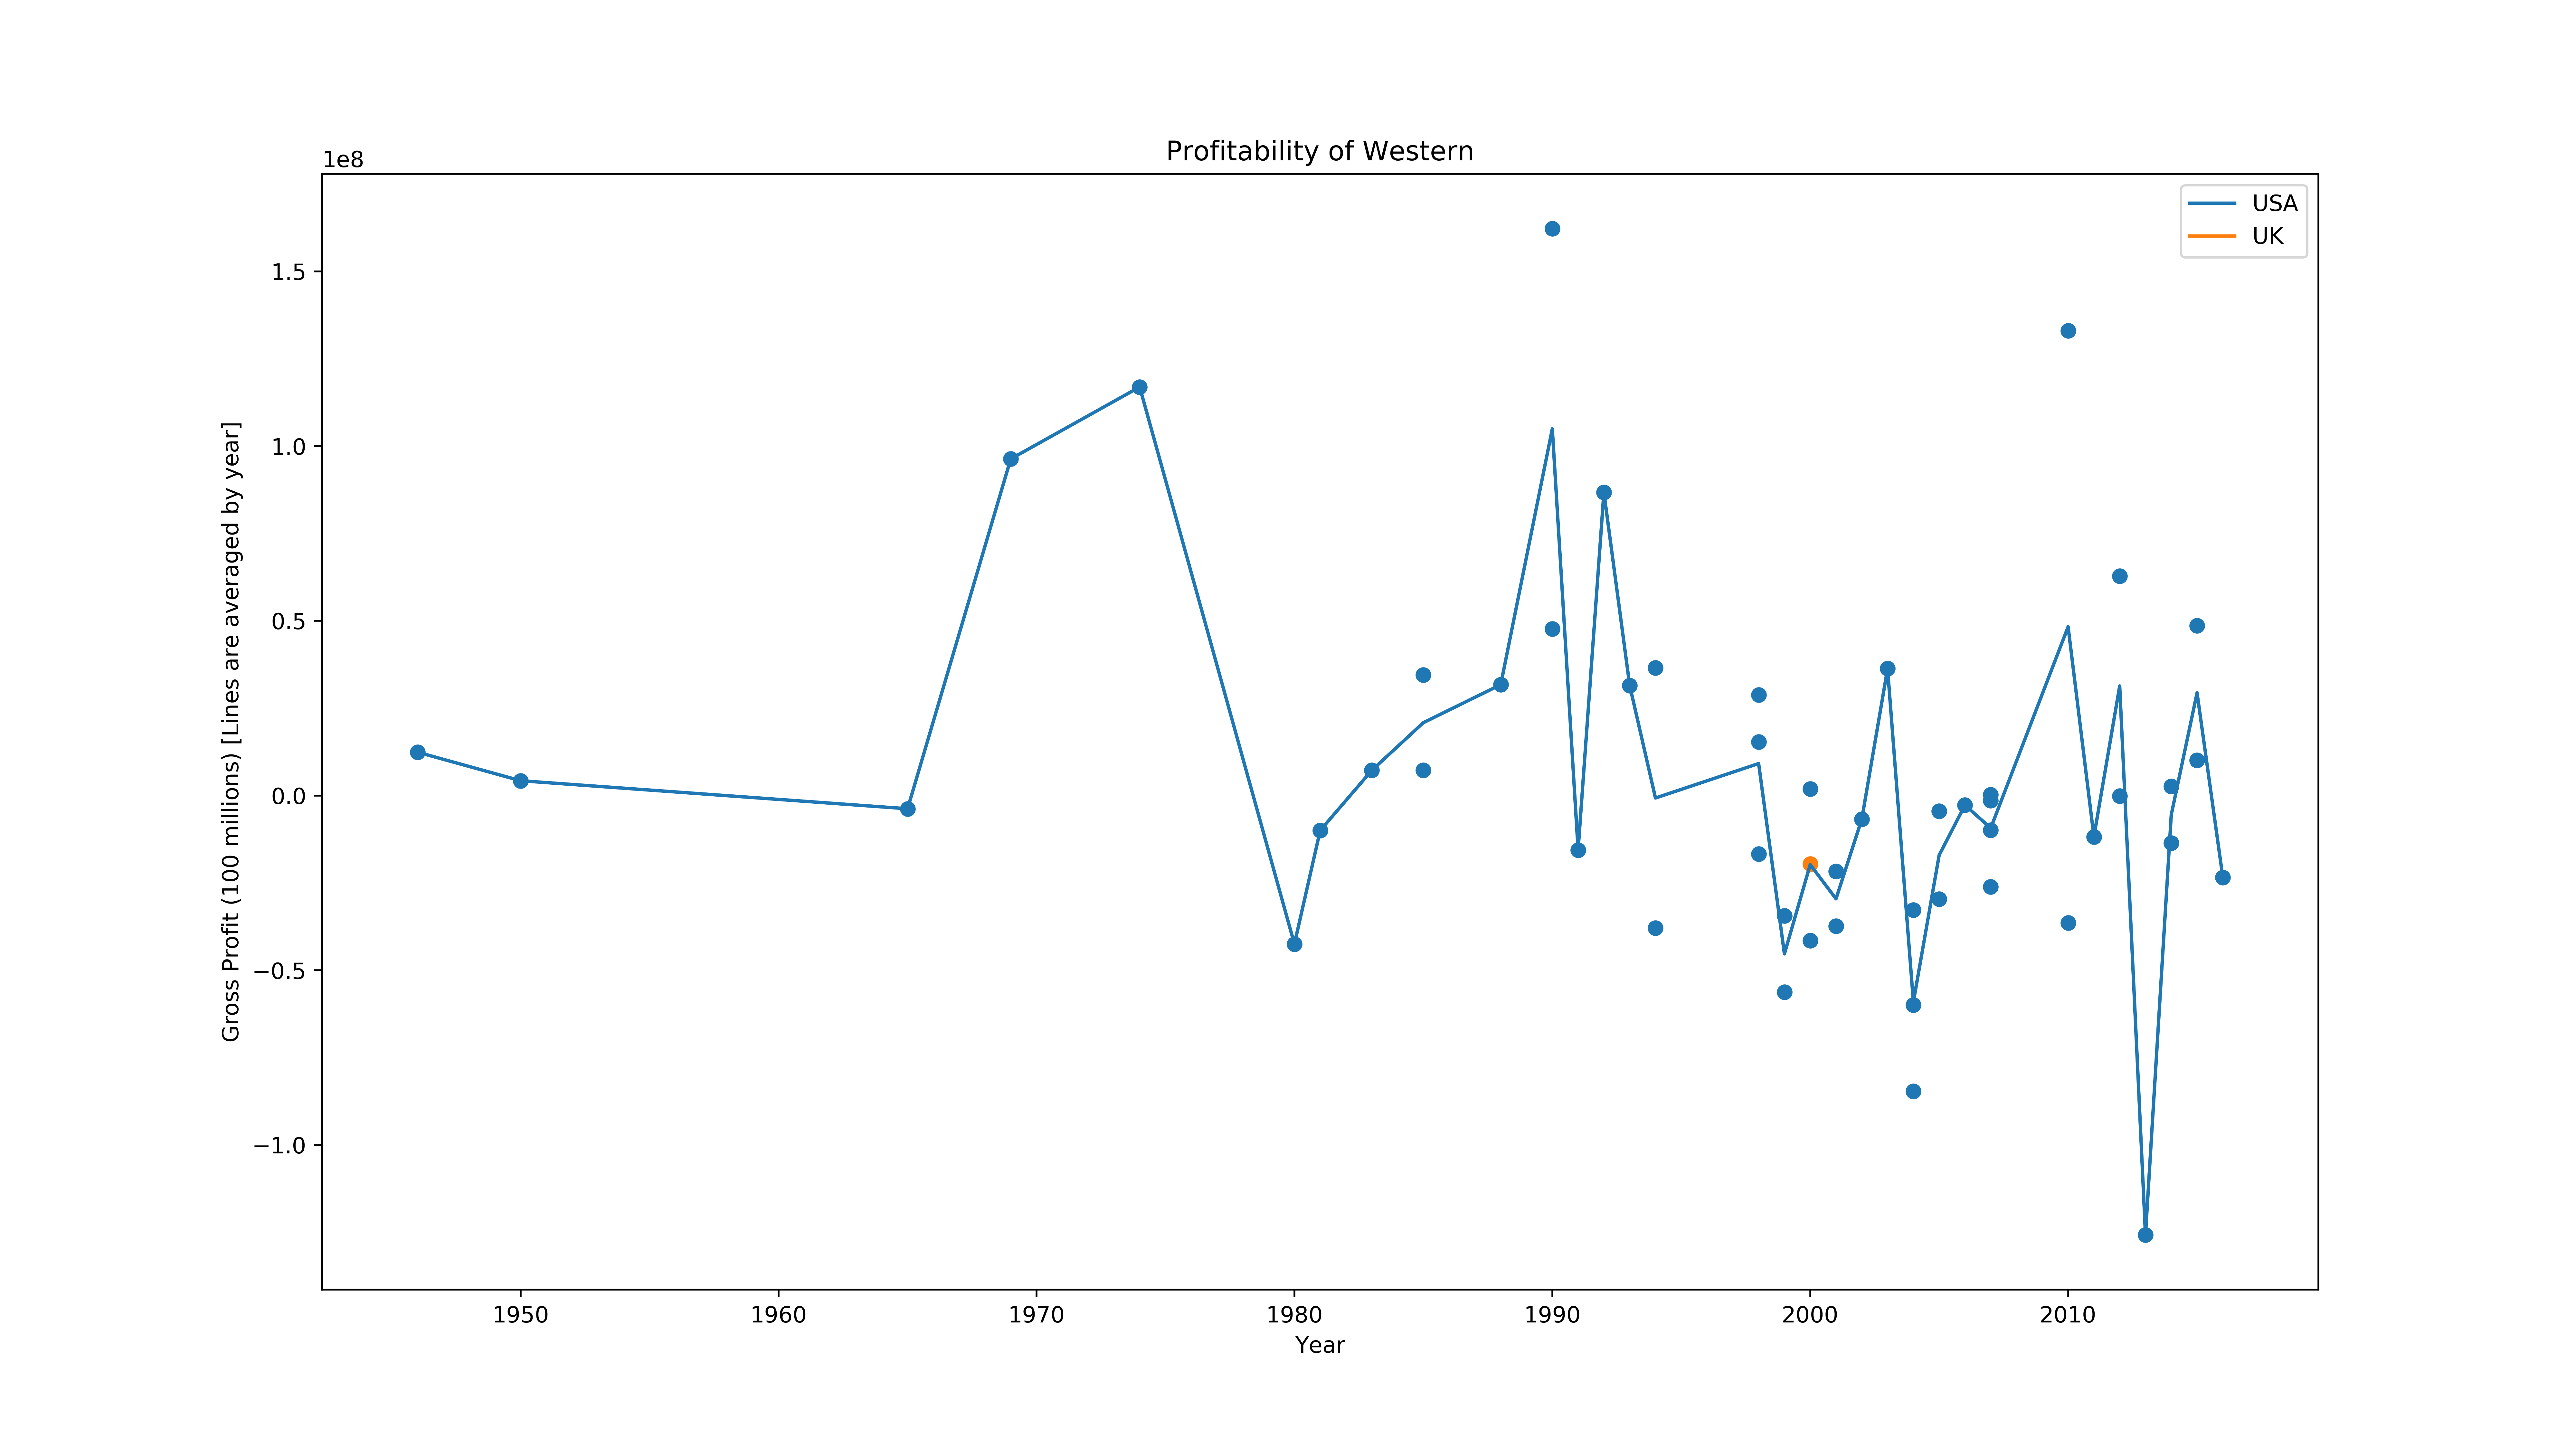 Profitability of Western
1e8
USA
UK
1.5
1.0
0.5
0.0
−0.5
−1.0
Gross Profit (100 millions) [Lines are averaged by year]
1950 1960 1970 1980 1990 2000 2010
Year